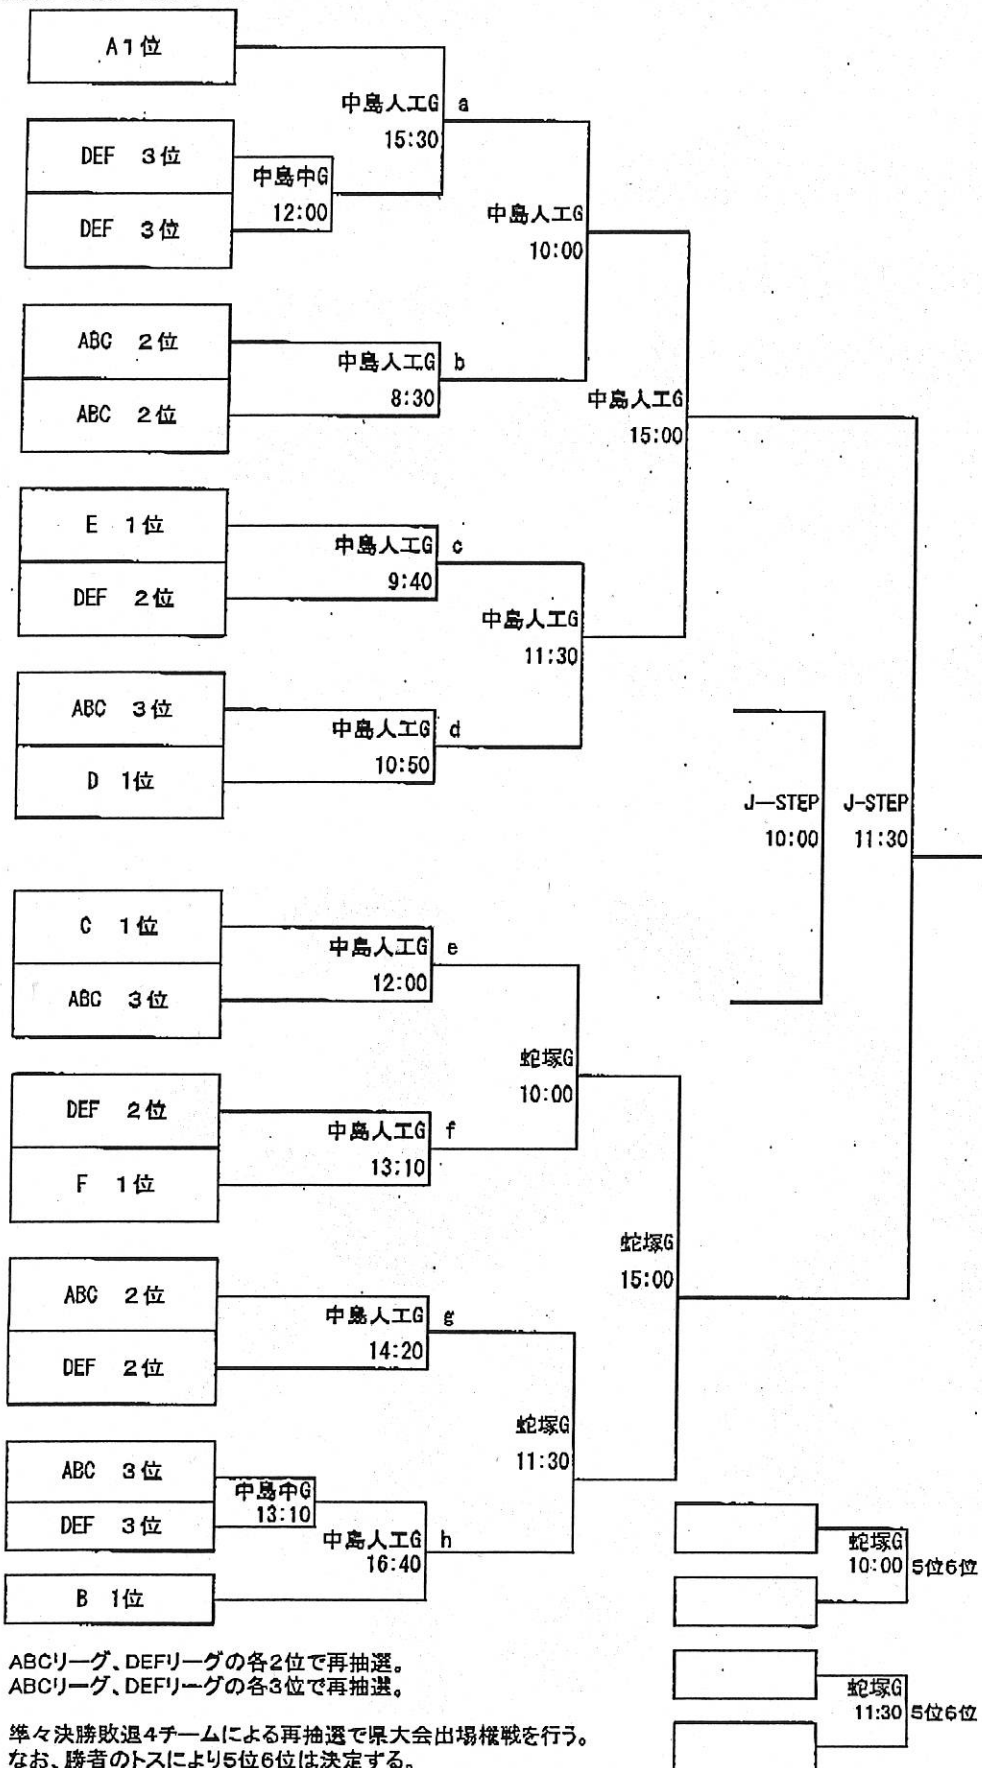 A1位
中島人工G a
15:30
DEF 3位
中島中G
12:00
DEF 3位
中島人工G
10:00
ABC 2位
中島人工G b
8:30
ABC 2位
中島人工G
15:00
E 1位
中島人工G c
9:40
DEF 2位
中島人工G
11:30
ABC 3位
中島人工G d
10:50
D 1位
J―STEP
10:00
J-STEP
11:30
C 1位
中島人工G e
12:00
ABC 3位
蛇塚G
10:00
DEF 2位
中島人工G f
13:10
F 1位
蛇塚G
15:00
ABC 2位
中島人工G g
14:20
DEF 2位
蛇塚G
11:30
ABC 3位
中島中G
13:10
DEF 3位
中島人工G h
16:40
B 1位
蛇塚G
10:00 5位6位
蛇塚G
11:30 5位6位
ABCリーグ、DEFリーグの各2位で再抽選。
ABCリーグ、DEFリーグの各3位で再抽選。
準々決勝敗退4チームによる再抽選で県大会出場権戦を行う。
なお、勝者のトスにより5位6位は決定する。